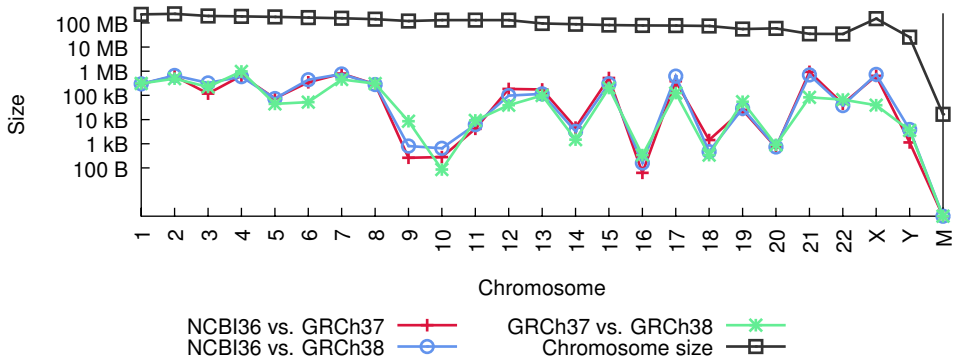 100 MB
10 MB
1 MB
100 kB
10 kB
1 kB
100 B
Size
1 2 3 4 5 6 7 8 9 10 11 12 13 14 15 16 17 18 19 20 21 22 X Y M
Chromosome
NCBI36 vs. GRCh37 GRCh37 vs. GRCh38
NCBI36 vs. GRCh38 Chromosome size